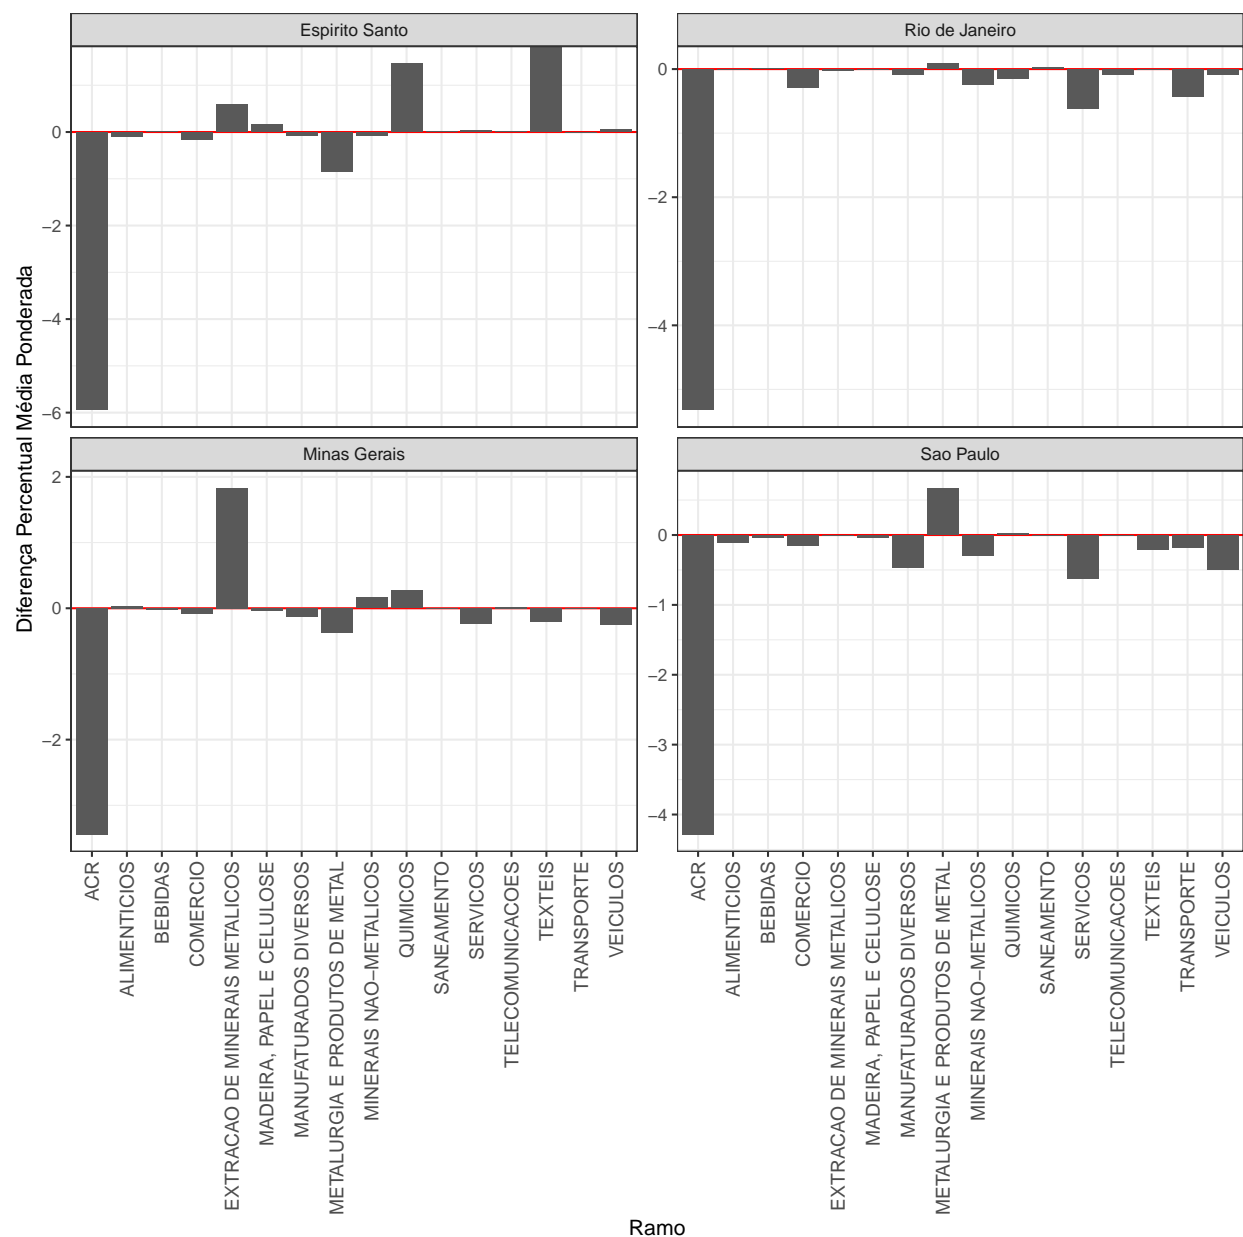 Espirito Santo
Rio de Janeiro
0
−2
−4
−6
0
−2
−4
Minas Gerais
Sao Paulo
2
0
−2
0
−1
−2
−3
−4
Diferença Percentual Média Ponderada
ACR
ALIMENTICIOS
BEBIDAS
COMERCIO
EXTRACAO DE MINERAIS METALICOS
MADEIRA, PAPEL E CELULOSE
MANUFATURADOS DIVERSOS
METALURGIA E PRODUTOS DE METAL
MINERAIS NAO−METALICOS
QUIMICOS
SANEAMENTO
SERVICOS
TELECOMUNICACOES
TEXTEIS
TRANSPORTE
VEICULOS
ACR
ALIMENTICIOS
BEBIDAS
COMERCIO
EXTRACAO DE MINERAIS METALICOS
MADEIRA, PAPEL E CELULOSE
MANUFATURADOS DIVERSOS
METALURGIA E PRODUTOS DE METAL
MINERAIS NAO−METALICOS
QUIMICOS
SANEAMENTO
SERVICOS
TELECOMUNICACOES
TEXTEIS
TRANSPORTE
VEICULOS
Ramo